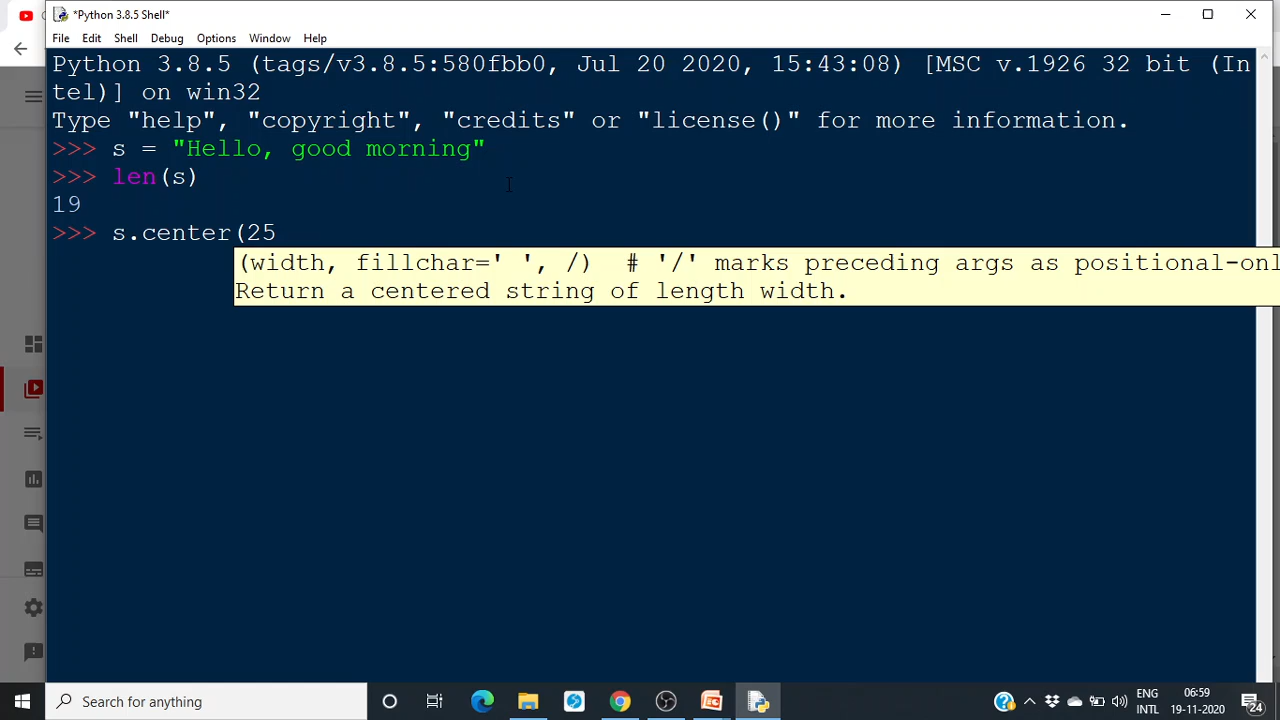 *Python 3.8.5 Shell*
File Edit Shell Debug Options Window Help
Python 3.8.5 (tags/v3.8.5:580fbb0, Jul 20 2020, 15:43:08) [MSC v.1926 32 bit (In
tel)] on win32
Type "help", "copyright", "credits" or "license()" for more information.
>>> s = "Hello, good morning"
>>> len(s)
19
>>> s.center(25
(width, fillchar=' ', /)  # '/' marks preceding args as positional-onl
Return a centered string of length width.
Search for anything
ENG
INTL
06:59
19-11-2020
24